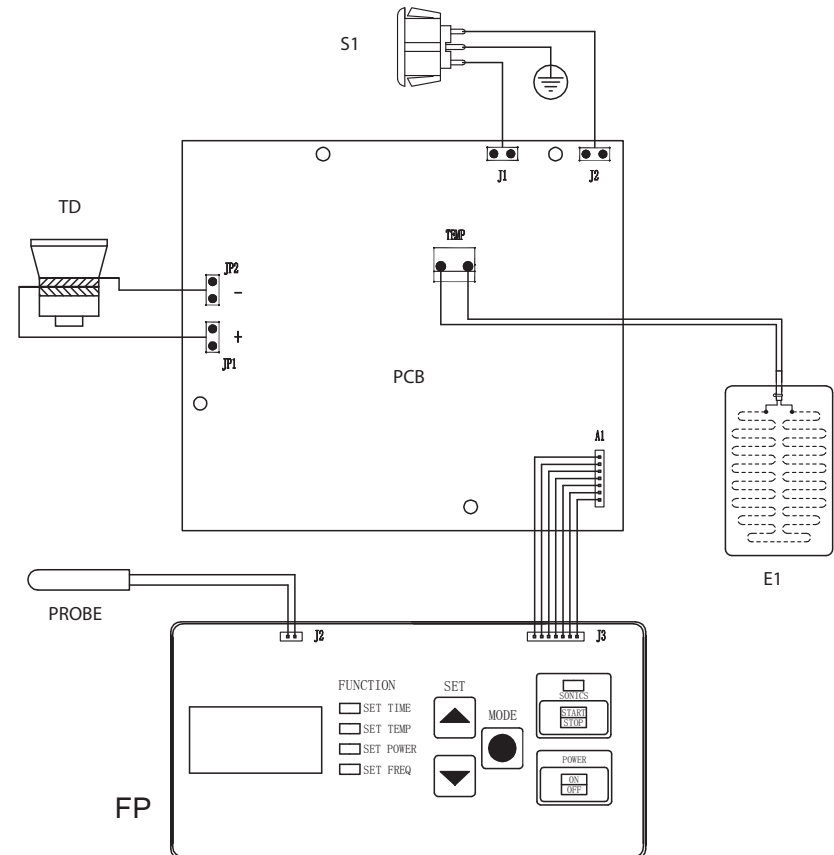 S1
J1
J2
TD
TEMP
JP2
-
+
JP1
PCB
A1
E1
PROBE
J2
J3
FUNCTION
SET TIME
SET TEMP
SET POWER
SET FREQ
SET
MODE
SONICS
START
STOP
POWER
ON
OFF
FP